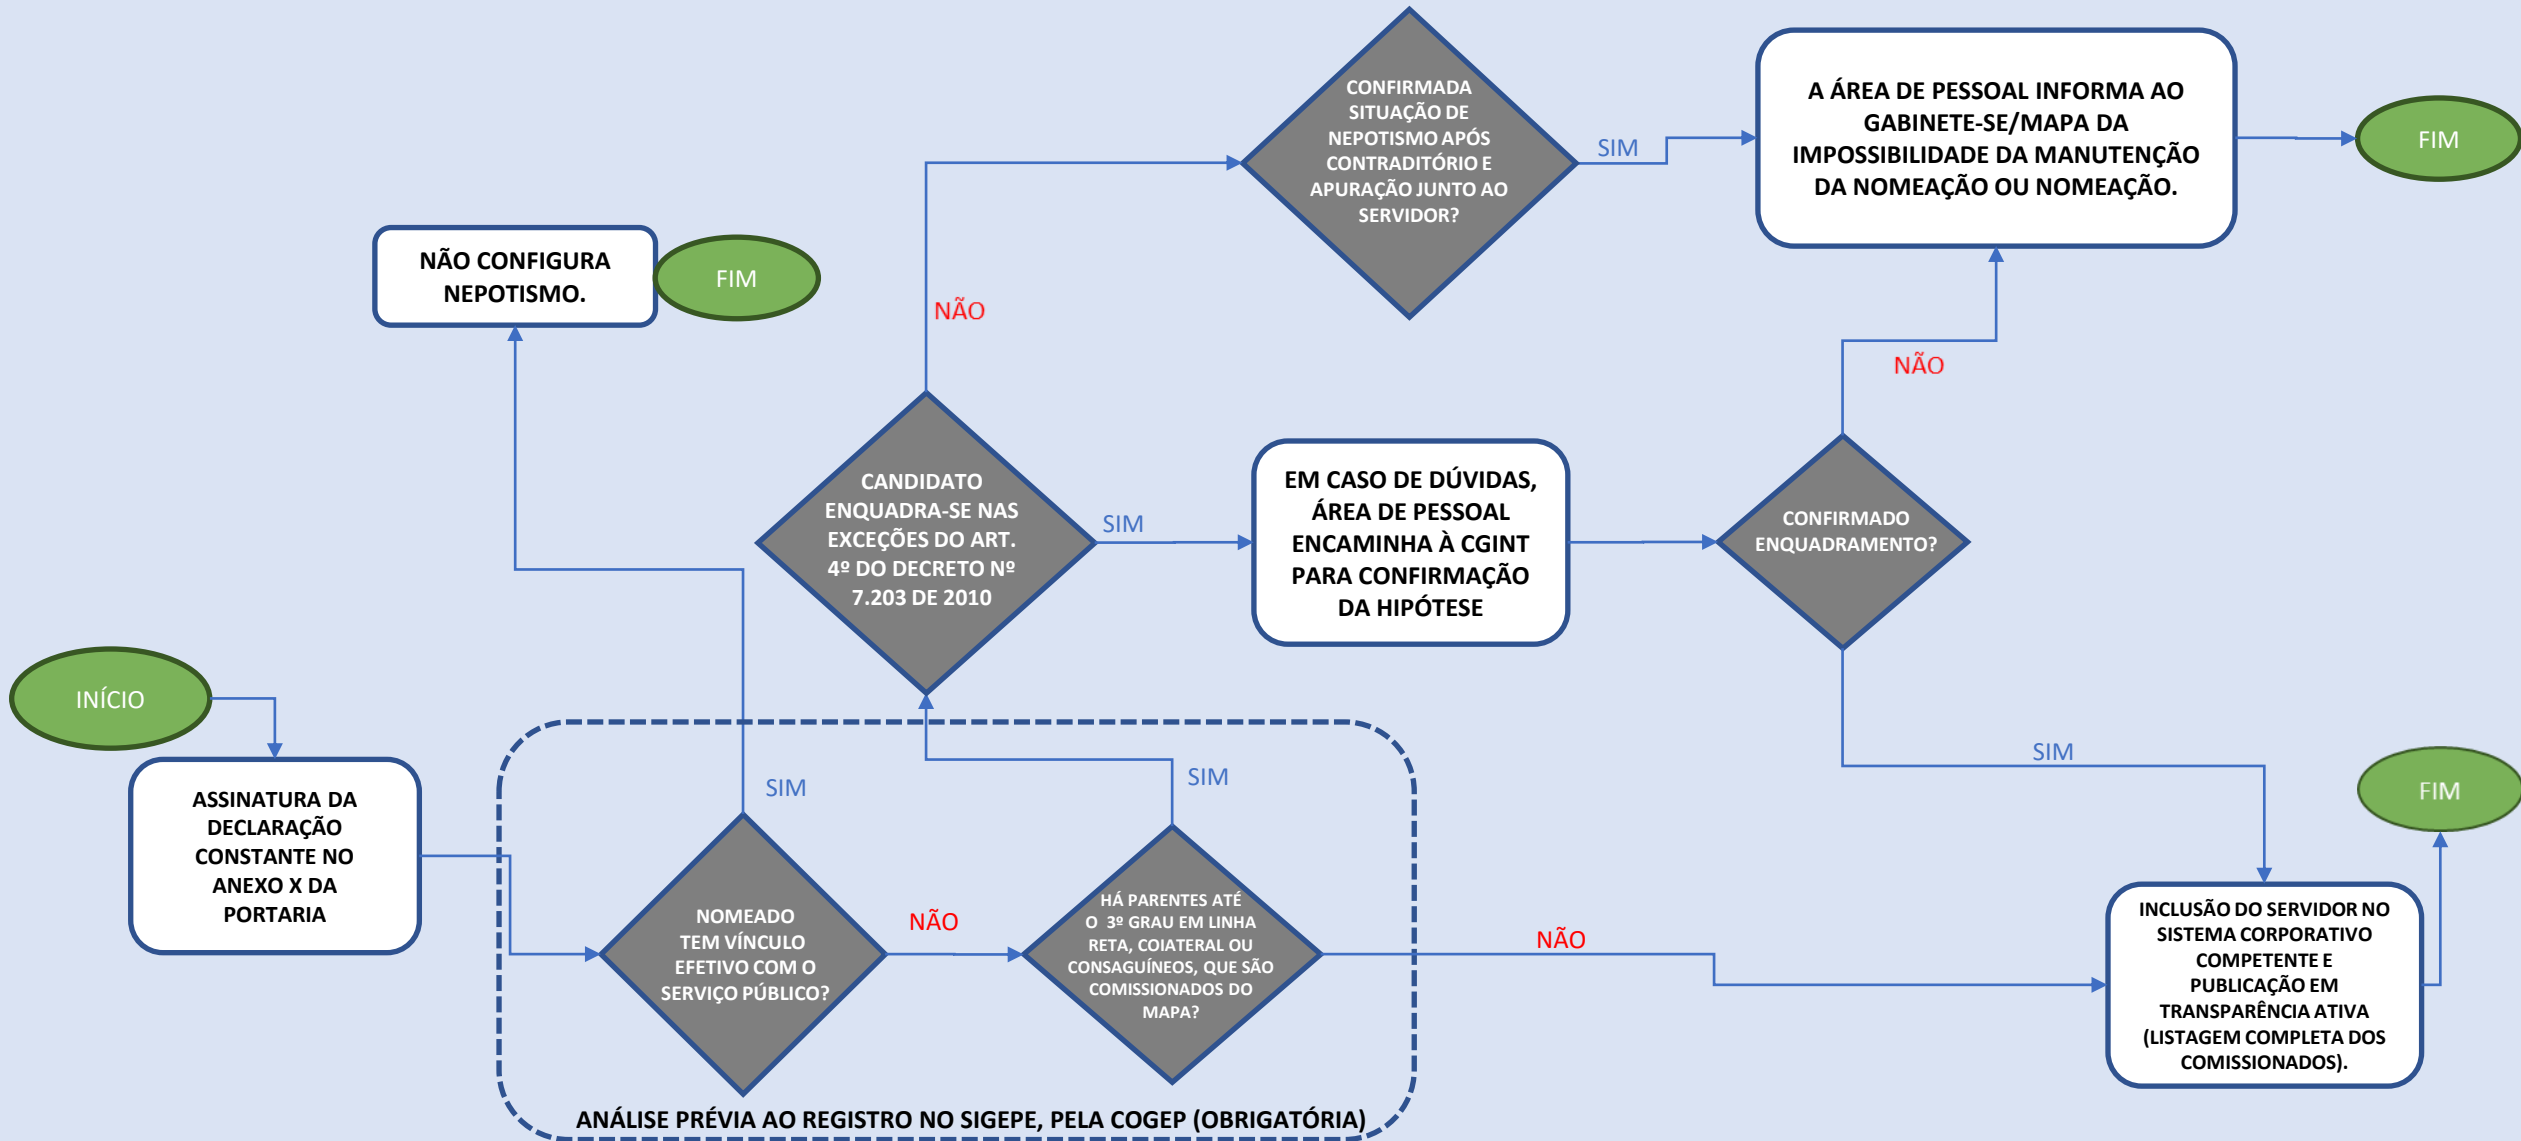 CONFIRMADA
SITUAÇÃO DE
NEPOTISMO APÓS
CONTRADITÓRIO E
APURAÇÃO JUNTO AO
SERVIDOR?
SIM
A ÁREA DE PESSOAL INFORMA AO
GABINETE-SE/MAPA DA
IMPOSSIBILIDADE DA MANUTENÇÃO
DA NOMEAÇÃO OU NOMEAÇÃO.
FIM
NÃO CONFIGURA
NEPOTISMO.
FIM
NÃO
NÃO
CANDIDATO
ENQUADRA-SE NAS
EXCEÇÕES DO ART.
4º DO DECRETO Nº
7.203 DE 2010
SIM
EM CASO DE DÚVIDAS,
ÁREA DE PESSOAL
ENCAMINHA À CGINT
PARA CONFIRMAÇÃO
DA HIPÓTESE
CONFIRMADO
ENQUADRAMENTO?
INÍCIO
SIM
FIM
ASSINATURA DA
DECLARAÇÃO
CONSTANTE NO
ANEXO X DA
PORTARIA
SIM
SIM
NOMEADO
TEM VÍNCULO
EFETIVO COM O
SERVIÇO PÚBLICO?
NÃO
HÁ PARENTES ATÉ
O 3º GRAU EM LINHA
RETA, COIATERAL OU
CONSAGUÍNEOS, QUE SÃO
COMISSIONADOS DO
MAPA?
NÃO
INCLUSÃO DO SERVIDOR NO
SISTEMA CORPORATIVO
COMPETENTE E
PUBLICAÇÃO EM
TRANSPARÊNCIA ATIVA
(LISTAGEM COMPLETA DOS
COMISSIONADOS).
ANÁLISE PRÉVIA AO REGISTRO NO SIGEPE, PELA COGEP (OBRIGATÓRIA)